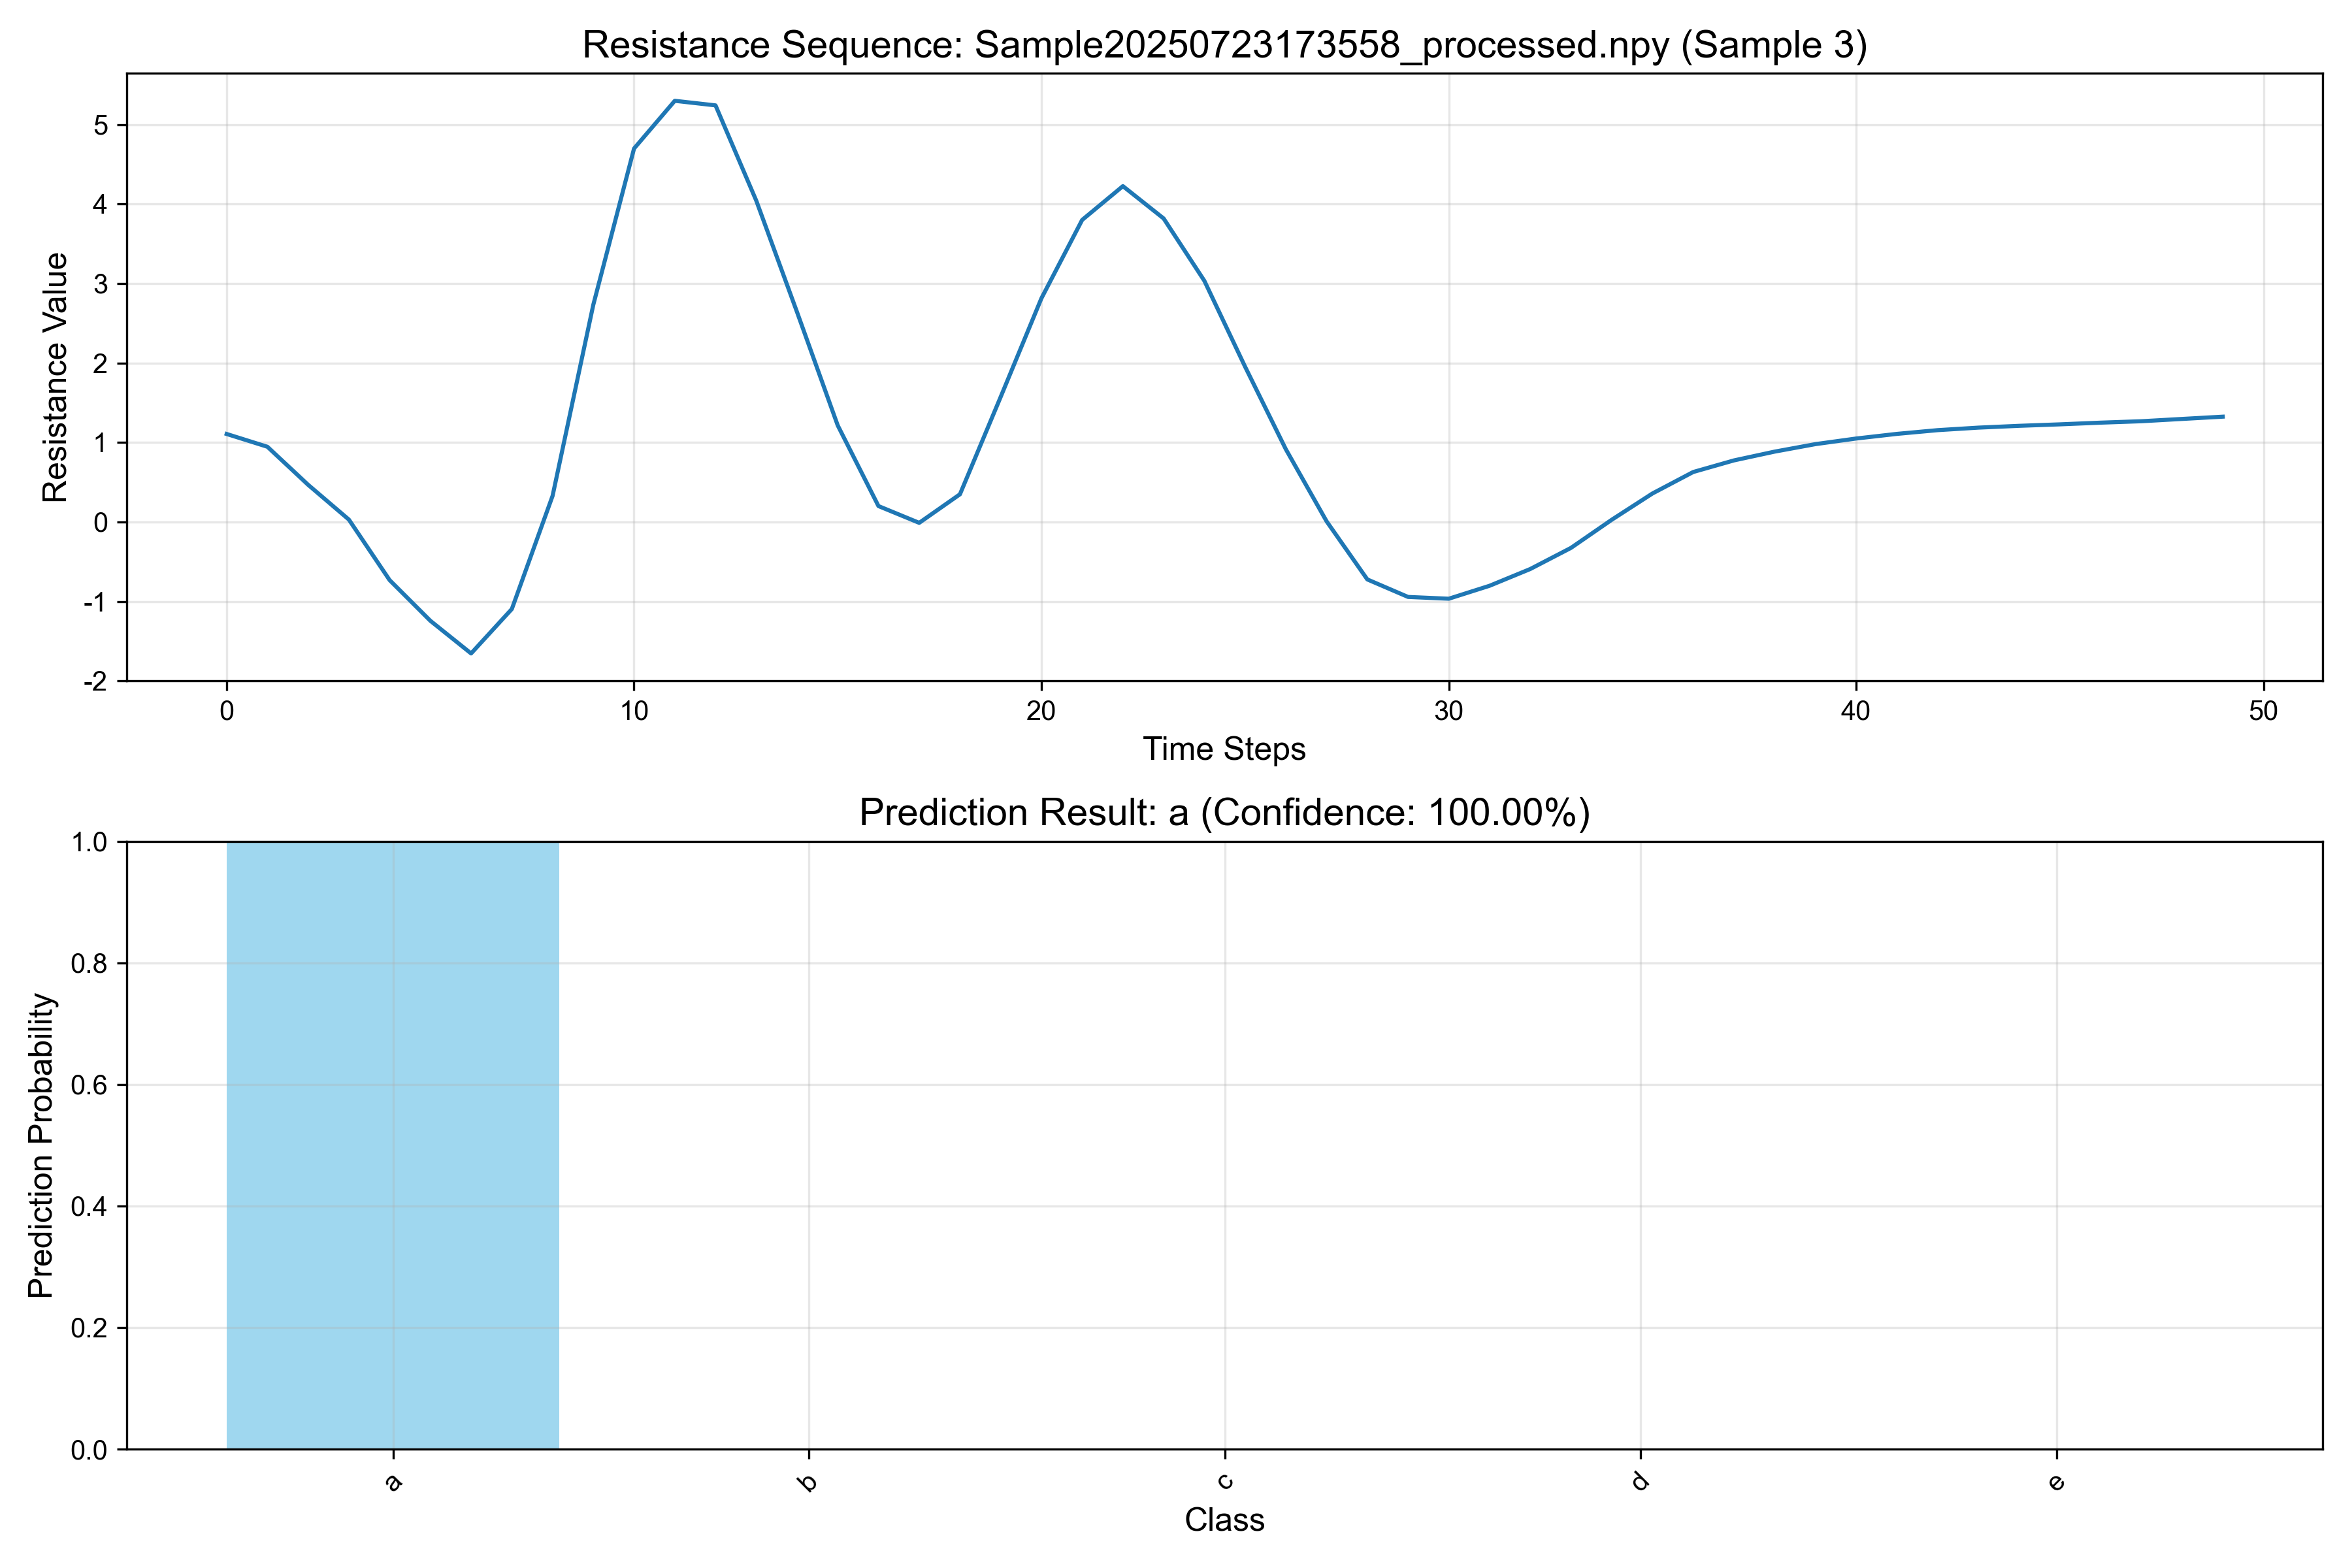 Resistance Sequence: Sample20250723173558_processed.npy (Sample 3)
Resistance Value
5
4
3
2
1
0
-1
-2
0 10 20 30 40 50
Time Steps
Prediction Result: a (Confidence: 100.00%)
Prediction Probability
1.0
0.8
0.6
0.4
0.2
0.0
a b c d e
Class